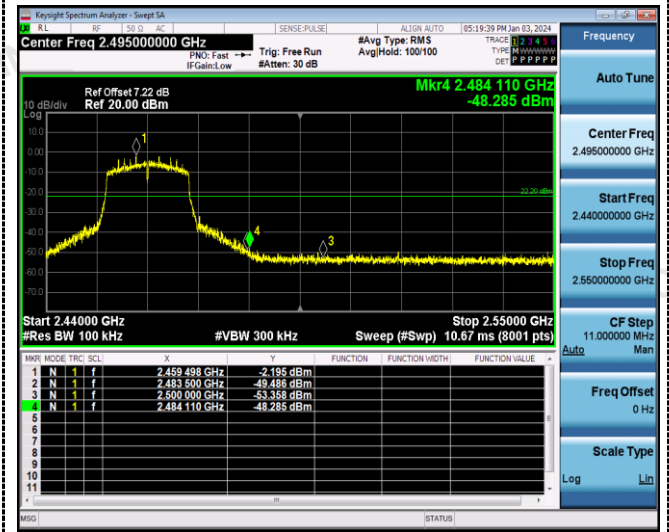 Keysight Spectrum Analyzer - Swept SA
RL RF 50 Ω AC SENSE:PULSE ALIGN AUTO 05:19:39 PM Jan 03, 2024
Center Freq 2.495000000 GHz
PNO: Fast
IFGain:Low
Trig: Free Run
#Atten: 30 dB
#Avg Type: RMS
Avg|Hold: 100/100
TRACE 1 2 3 4 5 6
TYPE M WWWWW
DET P P P P P P
Ref Offset 7.22 dB
10 dB/div Ref 20.00 dBm
Log
Mkr4 2.484 110 GHz
-48.285 dBm
10.0
0.00
-10.0
-20.0
-30.0
-40.0
-50.0
-60.0
-70.0
1
4
3
-22.20 dBm
Start 2.44000 GHz Stop 2.55000 GHz
#Res BW 100 kHz #VBW 300 kHz Sweep (#Swp) 10.67 ms (8001 pts)
MKR MODE TRC SCL X Y FUNCTION FUNCTION WIDTH FUNCTION VALUE
1 N 1 f 2.459 498 GHz -2.195 dBm
2 N 1 f 2.483 500 GHz -49.486 dBm
3 N 1 f 2.500 000 GHz -53.358 dBm
4 N 1 f 2.484 110 GHz -48.285 dBm
5
6
7
8
9
10
11
MSG STATUS
Frequency
Auto Tune
Center Freq
2.495000000 GHz
Start Freq
2.440000000 GHz
Stop Freq
2.550000000 GHz
CF Step
11.000000 MHz
Auto Man
Freq Offset
0 Hz
Scale Type
Log Lin